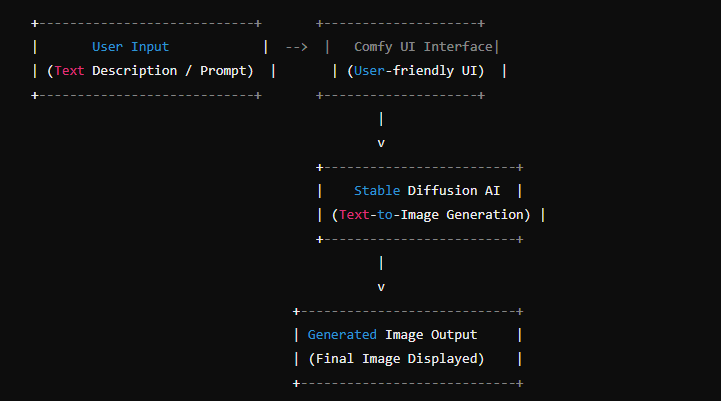 +----------------------------+       +--------------------+
|       User Input            |  -->  |   Comfy UI Interface|
| (Text Description / Prompt)  |       | (User-friendly UI)  |
+----------------------------+       +--------------------+
|
v
+-------------------------+
|    Stable Diffusion AI  |
| (Text-to-Image Generation) |
+-------------------------+
|
v
+----------------------------+
| Generated Image Output     |
| (Final Image Displayed)    |
+----------------------------+